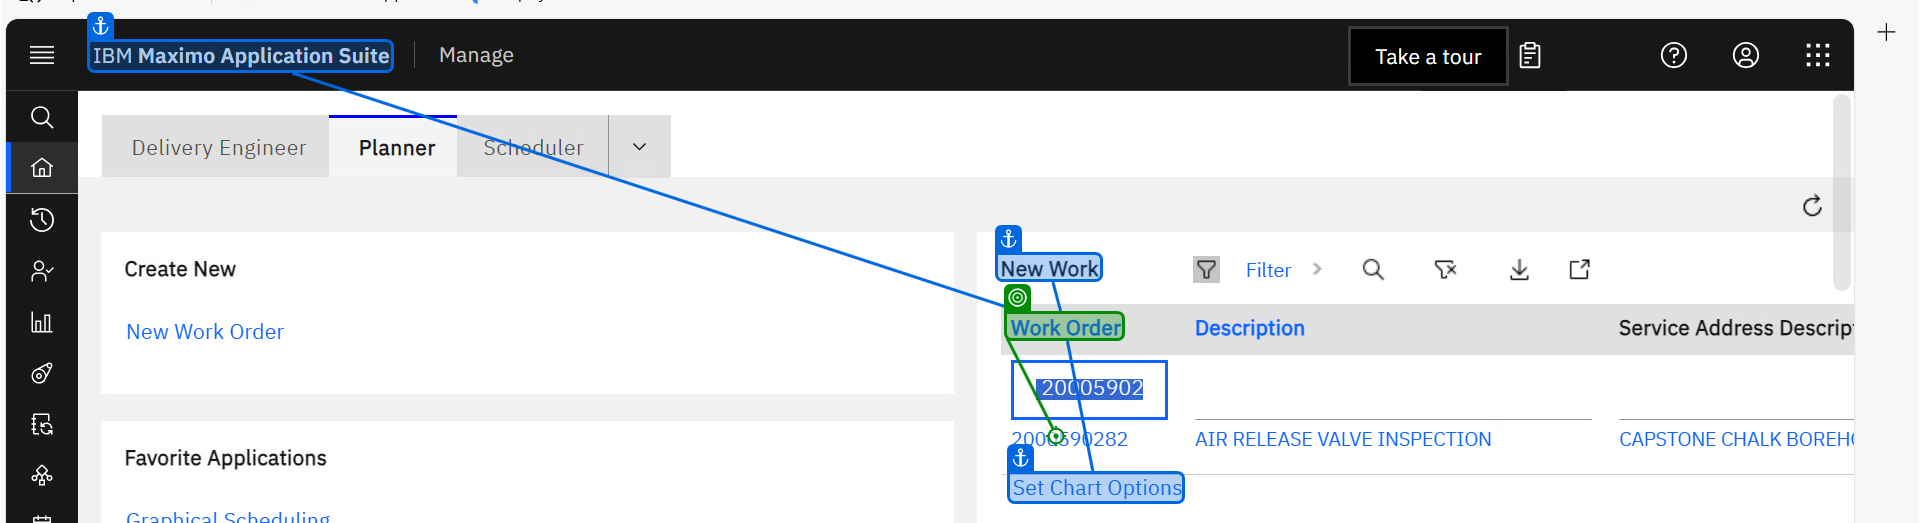 IBM Maximo Application Suite
Manage
Take a tour
Delivery Engineer
Planner
Scheduler
Create New
New Work Order
Favorite Applications
Graphical Scheduling
New Work
Filter
Work Order
Description
Service Address Descrip
20005902
2000590282
AIR RELEASE VALVE INSPECTION
CAPSTONE CHALK BOREHO
Set Chart Options